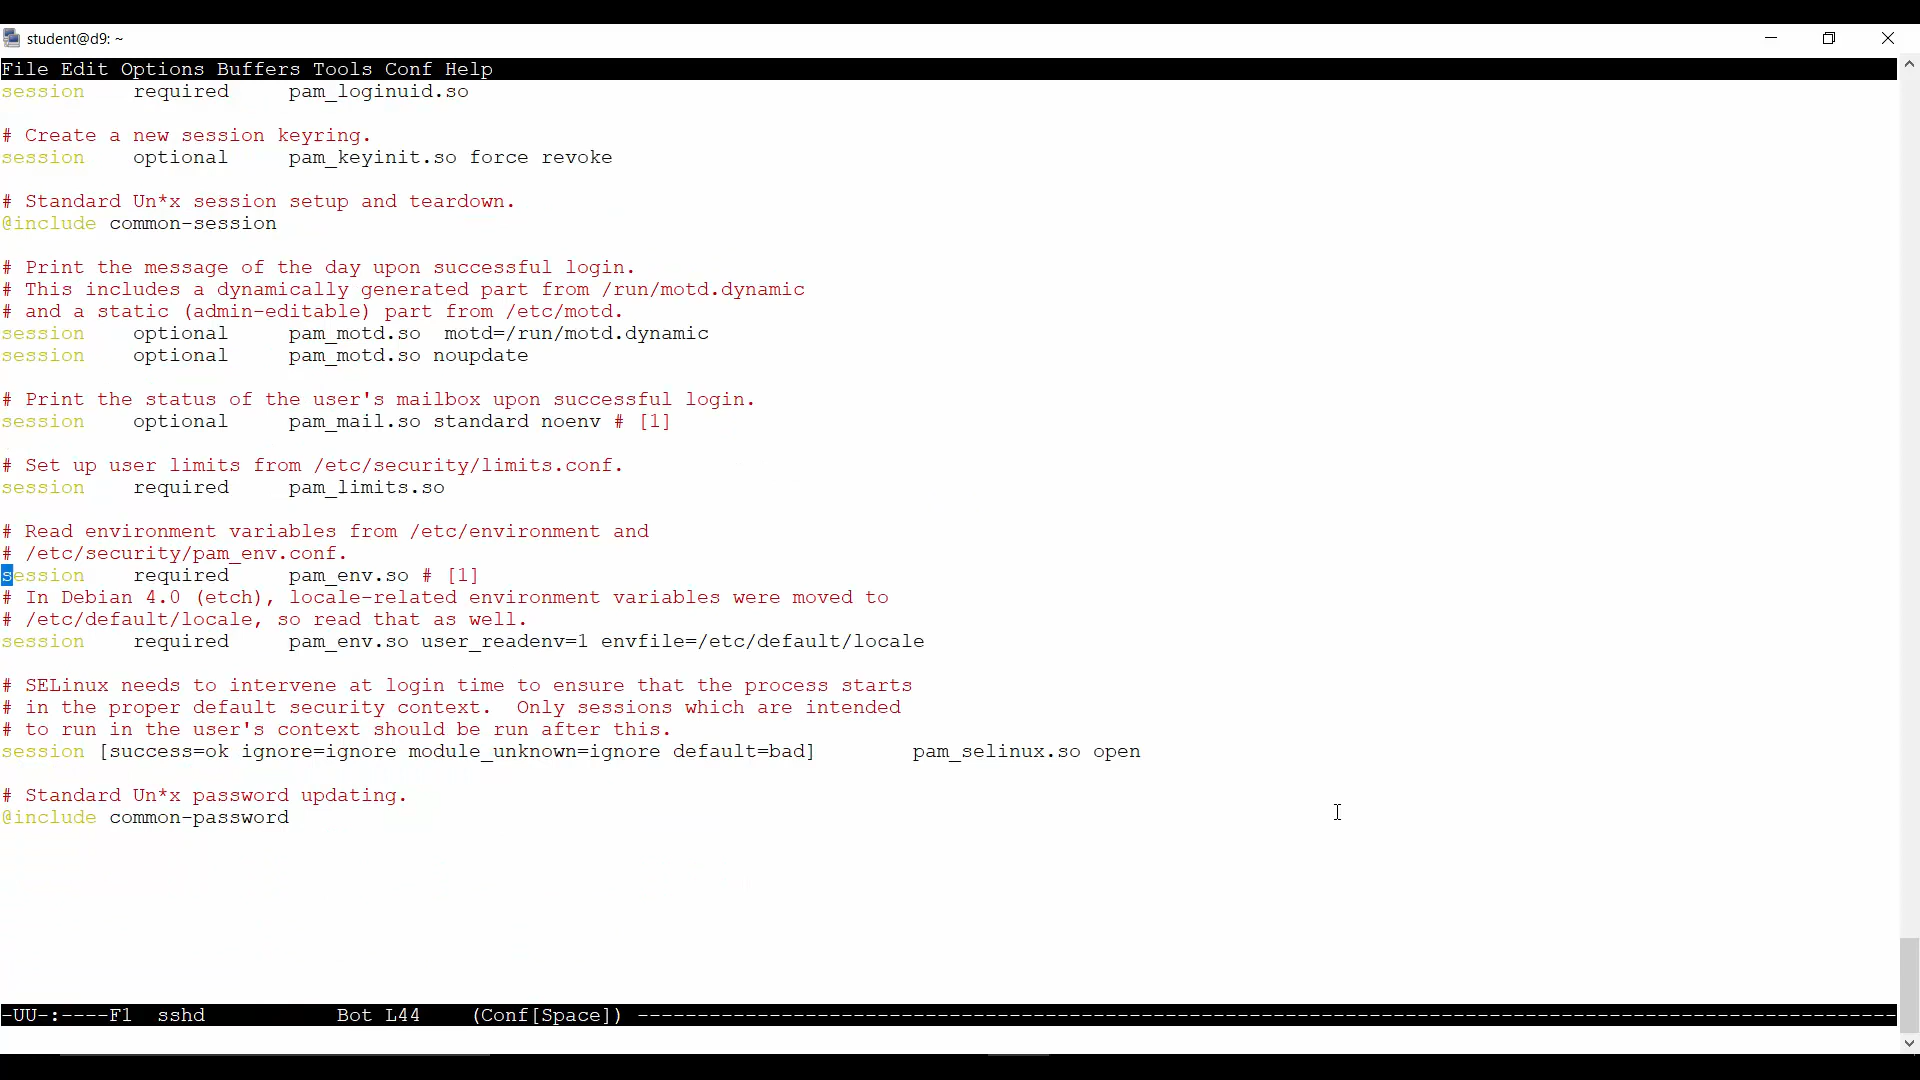 student@d9: ~
File Edit Options Buffers Tools Conf Help
session    required     pam_loginuid.so
# Create a new session keyring.
session    optional     pam_keyinit.so force revoke
# Standard Un*x session setup and teardown.
@include common-session
# Print the message of the day upon successful login.
# This includes a dynamically generated part from /run/motd.dynamic
# and a static (admin-editable) part from /etc/motd.
session    optional     pam_motd.so  motd=/run/motd.dynamic
session    optional     pam_motd.so noupdate
# Print the status of the user's mailbox upon successful login.
session    optional     pam_mail.so standard noenv # [1]
# Set up user limits from /etc/security/limits.conf.
session    required     pam_limits.so
# Read environment variables from /etc/environment and
# /etc/security/pam_env.conf.
session    required     pam_env.so # [1]
# In Debian 4.0 (etch), locale-related environment variables were moved to
# /etc/default/locale, so read that as well.
session    required     pam_env.so user_readenv=1 envfile=/etc/default/locale
# SELinux needs to intervene at login time to ensure that the process starts
# in the proper default security context.  Only sessions which are intended
# to run in the user's context should be run after this.
session [success=ok ignore=ignore module_unknown=ignore default=bad]        pam_selinux.so open
# Standard Un*x password updating.
@include common-password
-UU-:----F1  sshd           Bot L44    (Conf[Space]) ---------------------------------------------------------------------------------------------------------